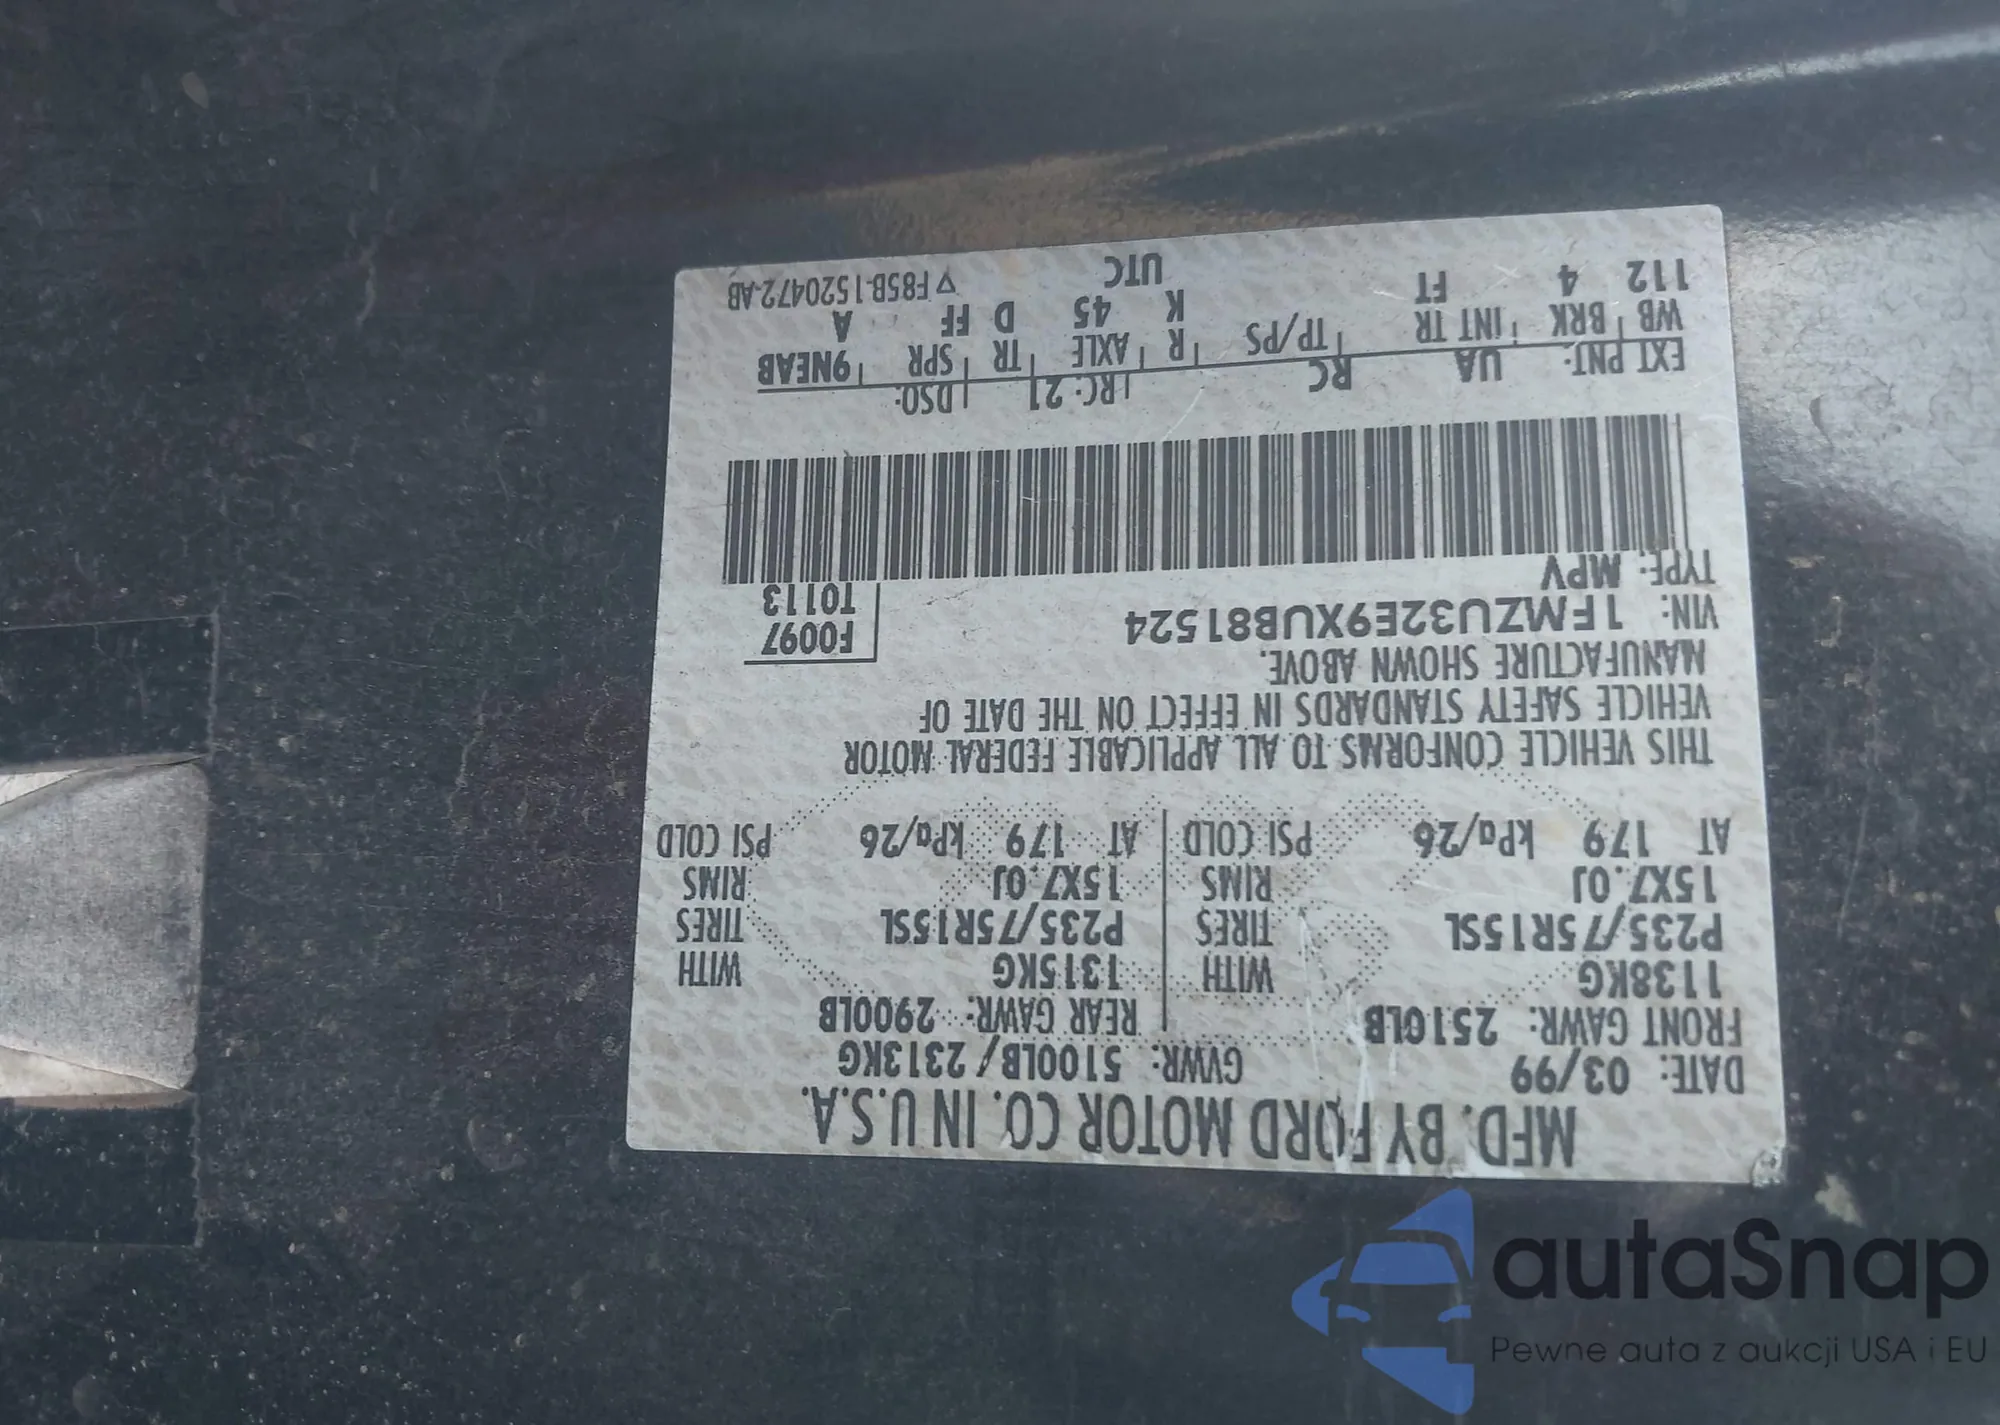 MFD. BY FORD MOTOR CO. IN U.S.A.
DATE: 03/99 GVWR: 5100LB/2313KG
FRONT GAWR: 2510LB REAR GAWR: 2900LB
1138KG WITH 1315KG WITH
P235/75R15SL TIRES P235/75R15SL TIRES
15X7.0J RIMS 15X7.0J RIMS
AT 179 kPa/26 PSI COLD AT 179 kPa/26 PSI COLD
THIS VEHICLE CONFORMS TO ALL APPLICABLE FEDERAL MOTOR
VEHICLE SAFETY STANDARDS IN EFFECT ON THE DATE OF
MANUFACTURE SHOWN ABOVE.
VIN: 1FMZU32E9XUB81524 F0097
TYPE: MPV T0113
EXT PNT: UA RC RC: 21 DSO:
WB BRK INT TR TP/PS R AXLE TR SPR 9NEAB
112 4 FT K 45 D FF A
UTC ▽F85B-1520472-AB
autaSnap
Pewne auta z aukcji USA i EU